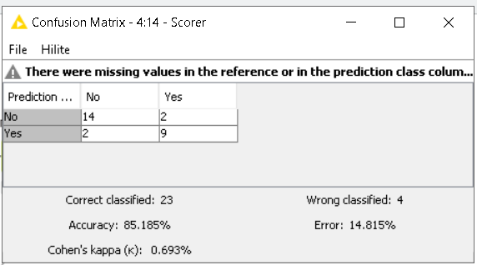 Confusion Matrix - 4:14 - Scorer
File Hilite
There were missing values in the reference or in the prediction class colum...
Prediction ... No Yes
No 14 2
Yes 2 9
Correct classified: 23 Wrong classified: 4
Accuracy: 85.185% Error: 14.815%
Cohen's kappa (κ): 0.693%